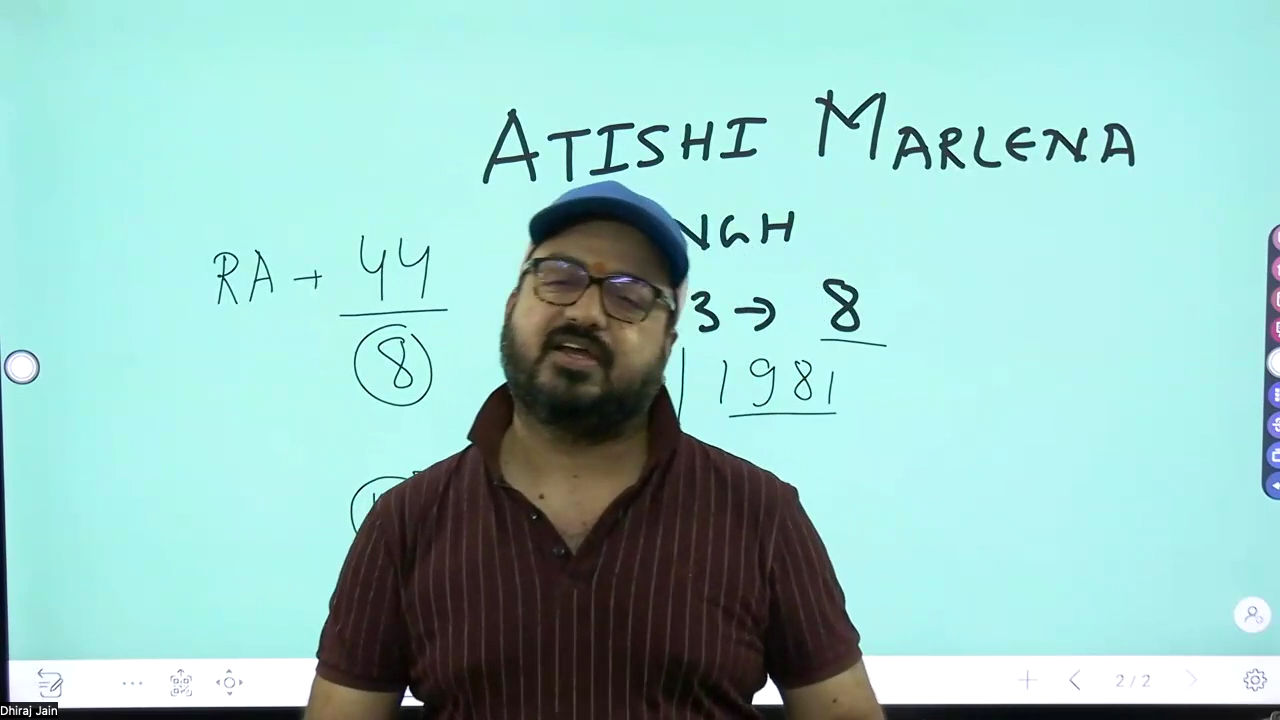 ATISHI MARLENA
NGH
RA + 44
3 → 8
8
1981
2/2
Dhiraj Jain